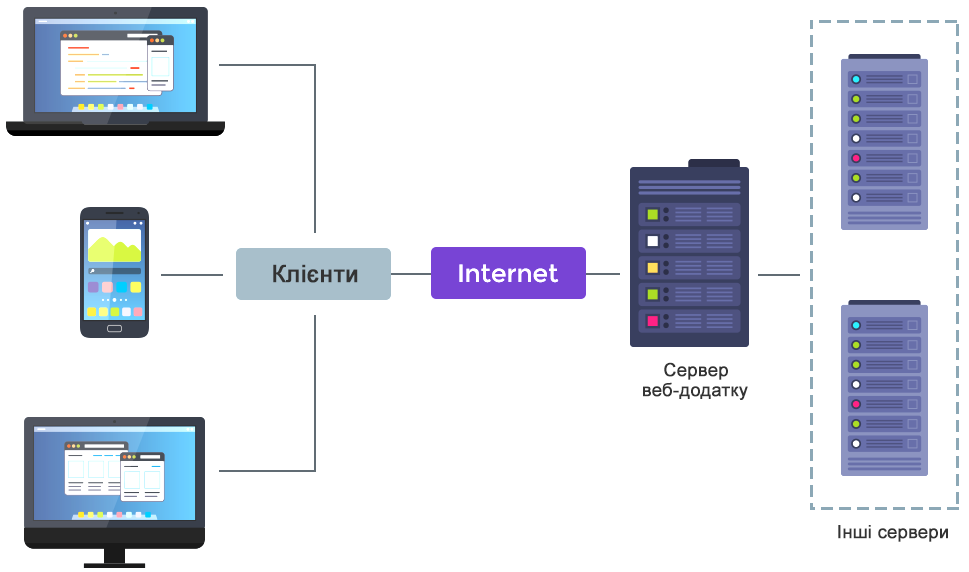 Клієнти
Internet
Сервер
веб-додатку
Інші сервери